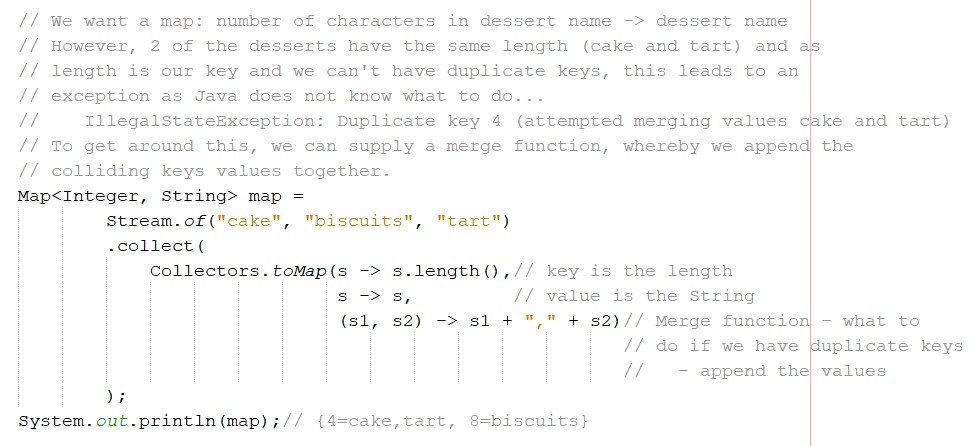 // We want a map: number of characters in dessert name -> dessert name
// However, 2 of the desserts have the same length (cake and tart) and as
// length is our key and we can't have duplicate keys, this leads to an
// exception as Java does not know what to do...
//    IllegalStateException: Duplicate key 4 (attempted merging values cake and tart)
// To get around this, we can supply a merge function, whereby we append the
// colliding keys values together.
Map<Integer, String> map =
        Stream.of("cake", "biscuits", "tart")
        .collect(
            Collectors.toMap(s -> s.length(),// key is the length
                             s -> s,         // value is the String
                             (s1, s2) -> s1 + "," + s2)// Merge function - what to
                                                       // do if we have duplicate keys
                                                       //   - append the values
        );
System.out.println(map);// {4=cake,tart, 8=biscuits}